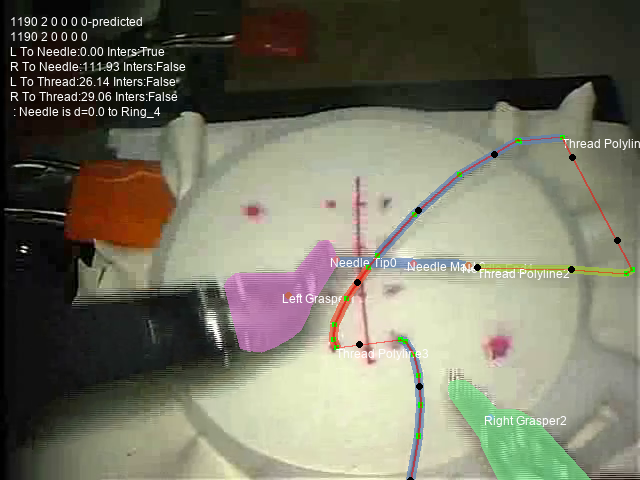 1190 2 0 0 0 0-predicted
1190 2 0 0 0 0
L To Needle:0.00 Inters:True
R To Needle:111.93 Inters:False
L To Thread:26.14 Inters:False
R To Thread:29.06 Inters:False
: Needle is d=0.0 to Ring_4
Thread Polylin
Needle Tip0
Needle Ma
Thread Polyline2
Left Grasper
Thread Polyline3
Right Grasper2